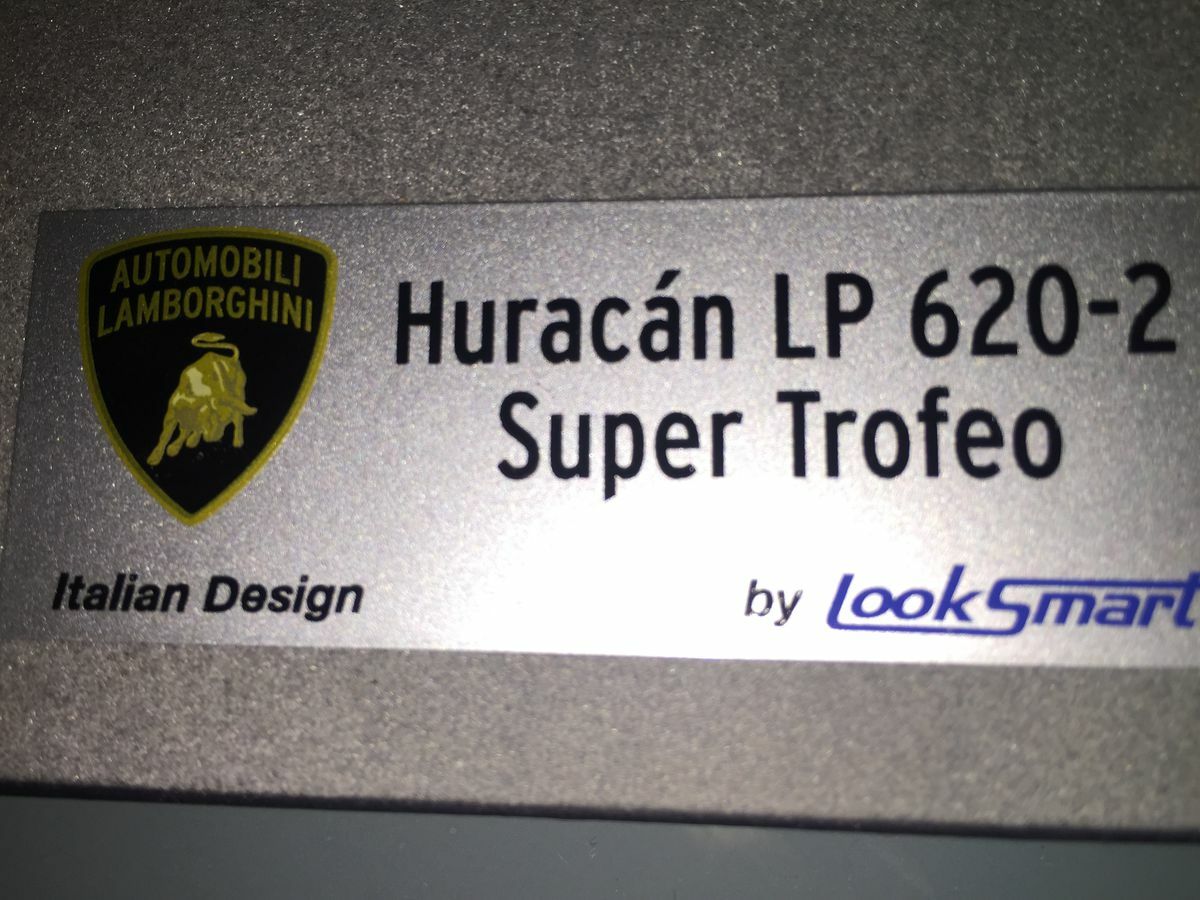 AUTOMOBILI
LAMBORGHINI
Huracán LP 620-2
Super Trofeo
Italian Design
by LookSmart